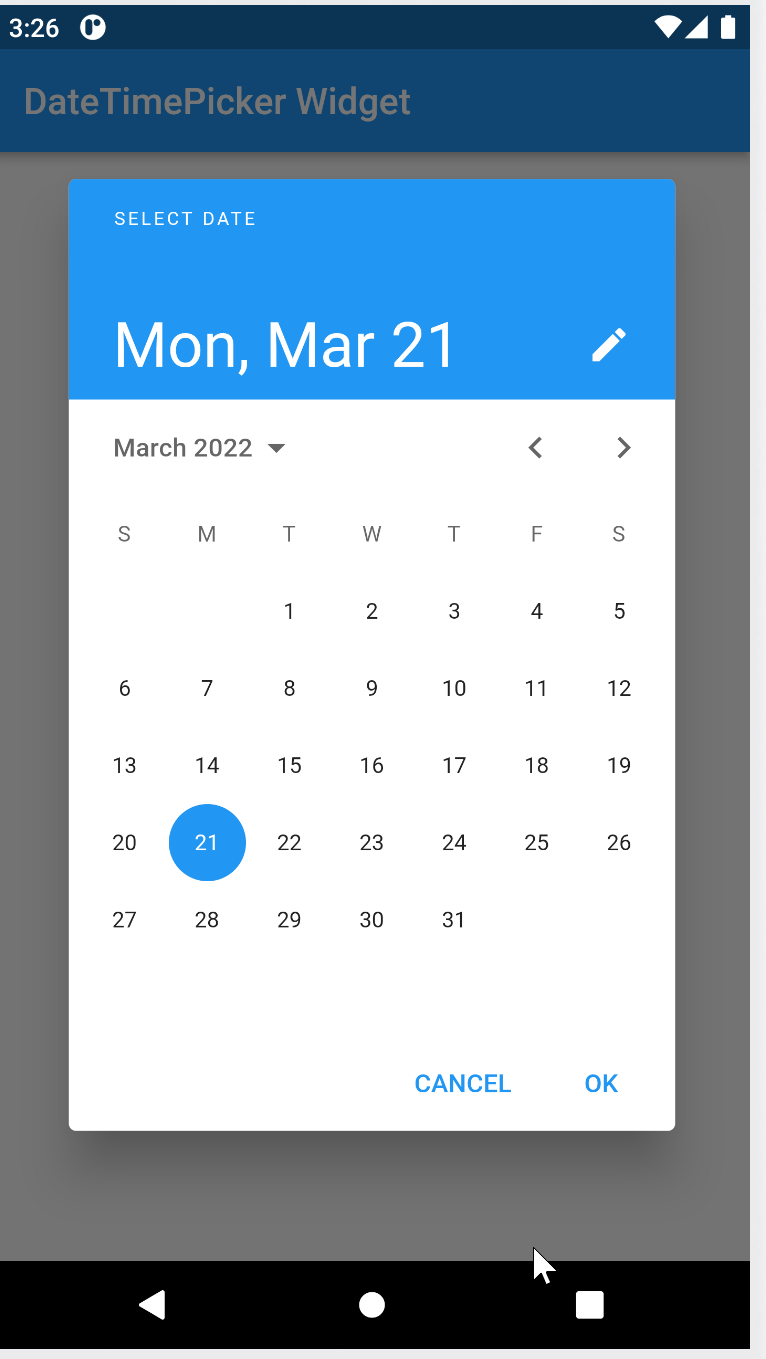 3:26
DateTimePicker Widget
SELECT DATE
Mon, Mar 21
March 2022
S M T W T F S
1 2 3 4 5
6 7 8 9 10 11 12
13 14 15 16 17 18 19
20 21 22 23 24 25 26
27 28 29 30 31
CANCEL OK